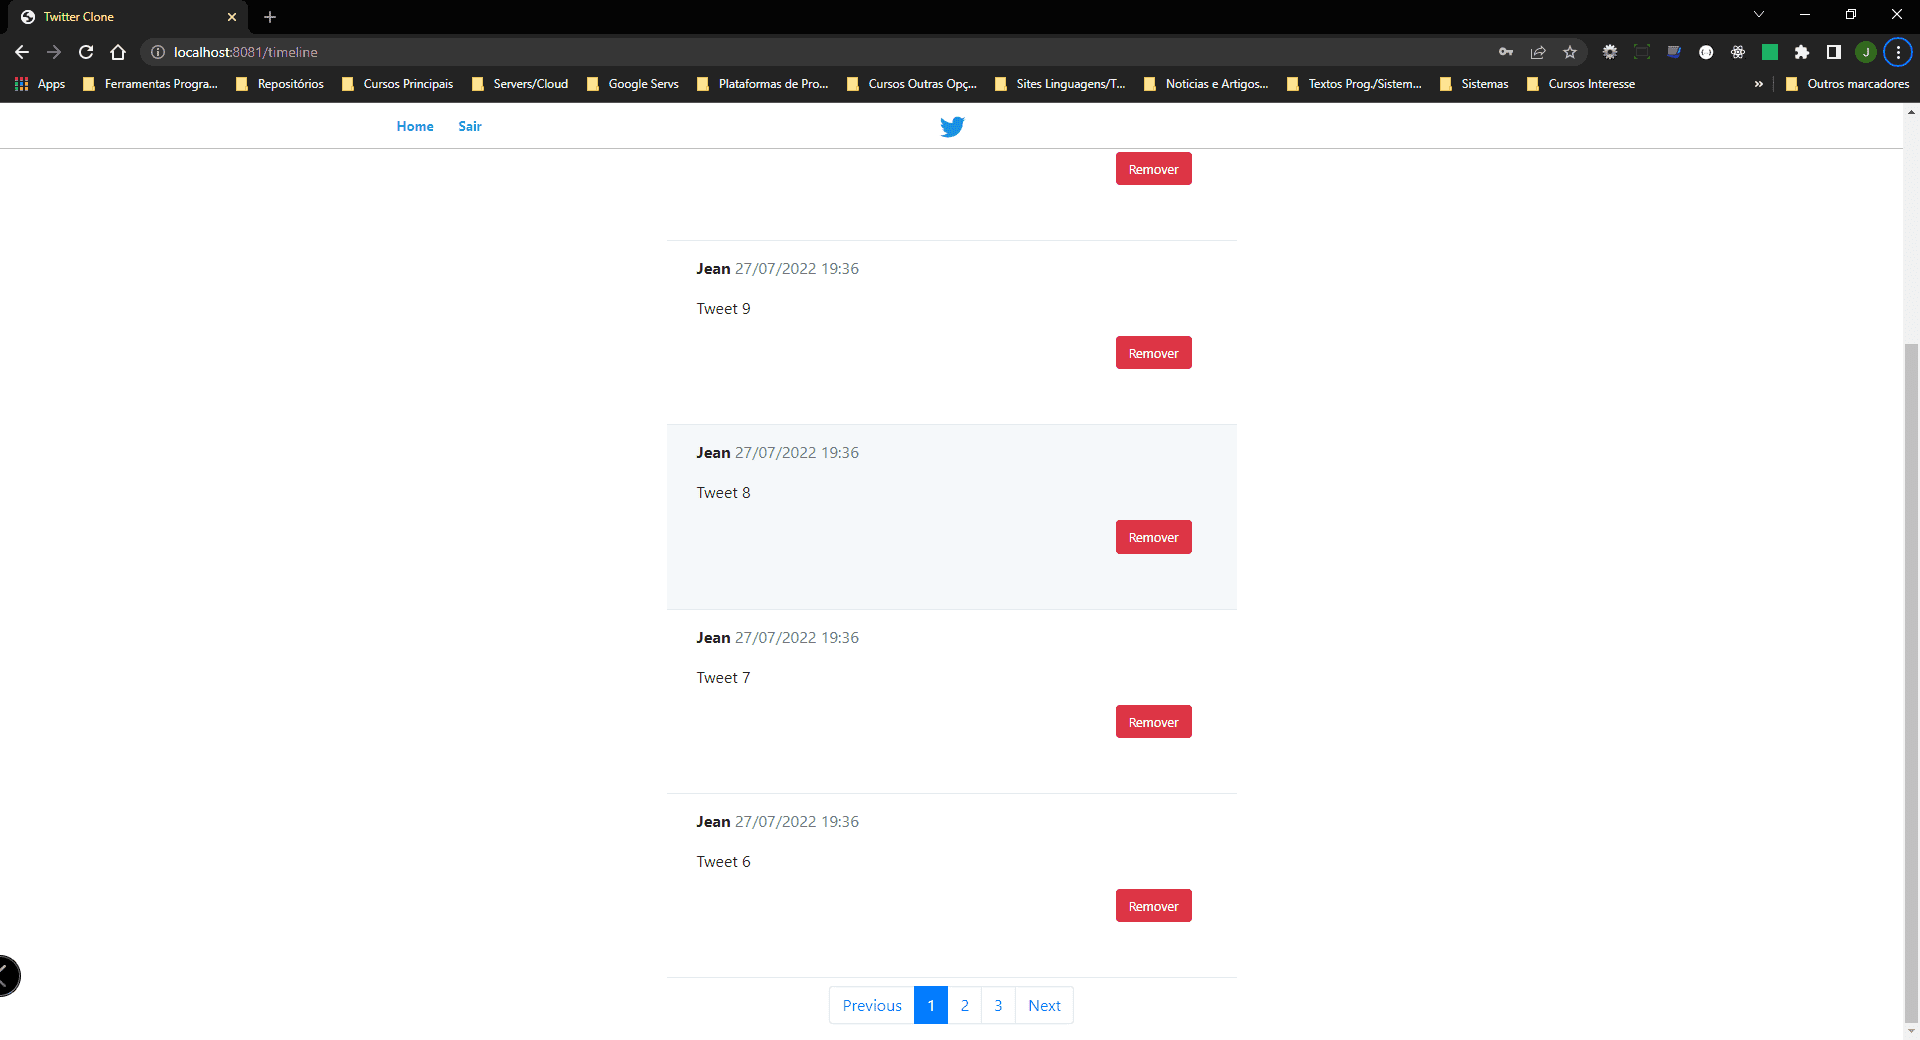 Twitter Clone
localhost:8081/timeline
J
Apps Ferramentas Progra... Repositórios Cursos Principais Servers/Cloud Google Servs Plataformas de Pro... Cursos Outras Opç... Sites Linguagens/T... Noticias e Artigos... Textos Prog./Sistem... Sistemas Cursos Interesse » Outros marcadores
Home Sair
Remover
Jean 27/07/2022 19:36
Tweet 9
Remover
Jean 27/07/2022 19:36
Tweet 8
Remover
Jean 27/07/2022 19:36
Tweet 7
Remover
Jean 27/07/2022 19:36
Tweet 6
Remover
Previous 1 2 3 Next